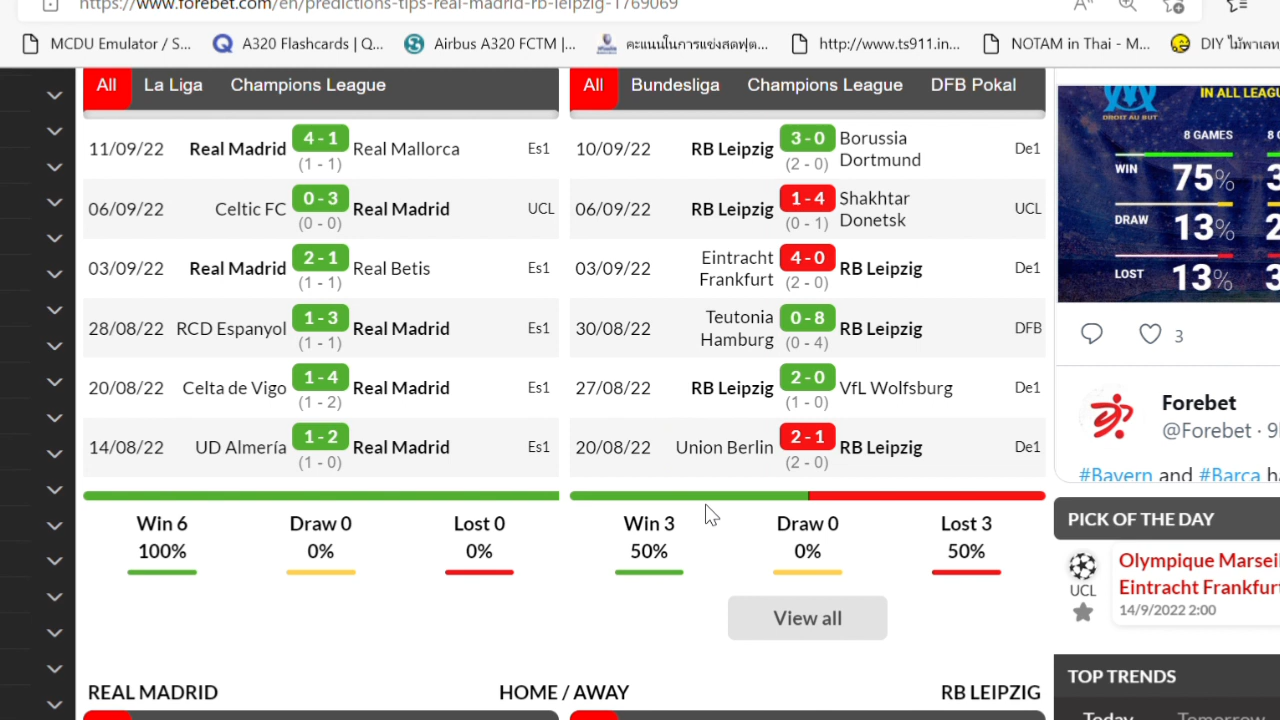 https://www.forebet.com/en/predictions-tips-real-madrid-rb-leipzig-1769069
MCDU Emulator / S...
A320 Flashcards | Q...
Airbus A320 FCTM |...
คะแนนในการแข่งสดฟุต...
http://www.ts911.in...
NOTAM in Thai - M...
DIY ไม้พาเลท
All La Liga Champions League
11/09/22 Real Madrid 4 - 1 Real Mallorca Es1
(1 - 1)
06/09/22 Celtic FC 0 - 3 Real Madrid UCL
(0 - 0)
03/09/22 Real Madrid 2 - 1 Real Betis Es1
(1 - 1)
28/08/22 RCD Espanyol 1 - 3 Real Madrid Es1
(1 - 1)
20/08/22 Celta de Vigo 1 - 4 Real Madrid Es1
(1 - 2)
14/08/22 UD Almería 1 - 2 Real Madrid Es1
(1 - 0)
Win 6 Draw 0 Lost 0
100% 0% 0%
All Bundesliga Champions League DFB Pokal
10/09/22 RB Leipzig 3 - 0 Borussia Dortmund De1
(2 - 0)
06/09/22 RB Leipzig 1 - 4 Shakhtar Donetsk UCL
(0 - 1)
03/09/22 Eintracht Frankfurt 4 - 0 RB Leipzig De1
(2 - 0)
30/08/22 Teutonia Hamburg 0 - 8 RB Leipzig DFB
(0 - 4)
27/08/22 RB Leipzig 2 - 0 VfL Wolfsburg De1
(1 - 0)
20/08/22 Union Berlin 2 - 1 RB Leipzig De1
(2 - 0)
Win 3 Draw 0 Lost 3
50% 0% 50%
View all
REAL MADRID HOME / AWAY RB LEIPZIG
DROIT AU BUT
IN ALL LEAGU
8 GAMES 8 G
WIN 75% 3
DRAW 13% 2
LOST 13% 3
3
Forebet
@Forebet · 9
#Bayern and #Barca ha
PICK OF THE DAY
UCL
Olympique Marsei
Eintracht Frankfur
14/9/2022 2:00
TOP TRENDS
Today Tomorrow